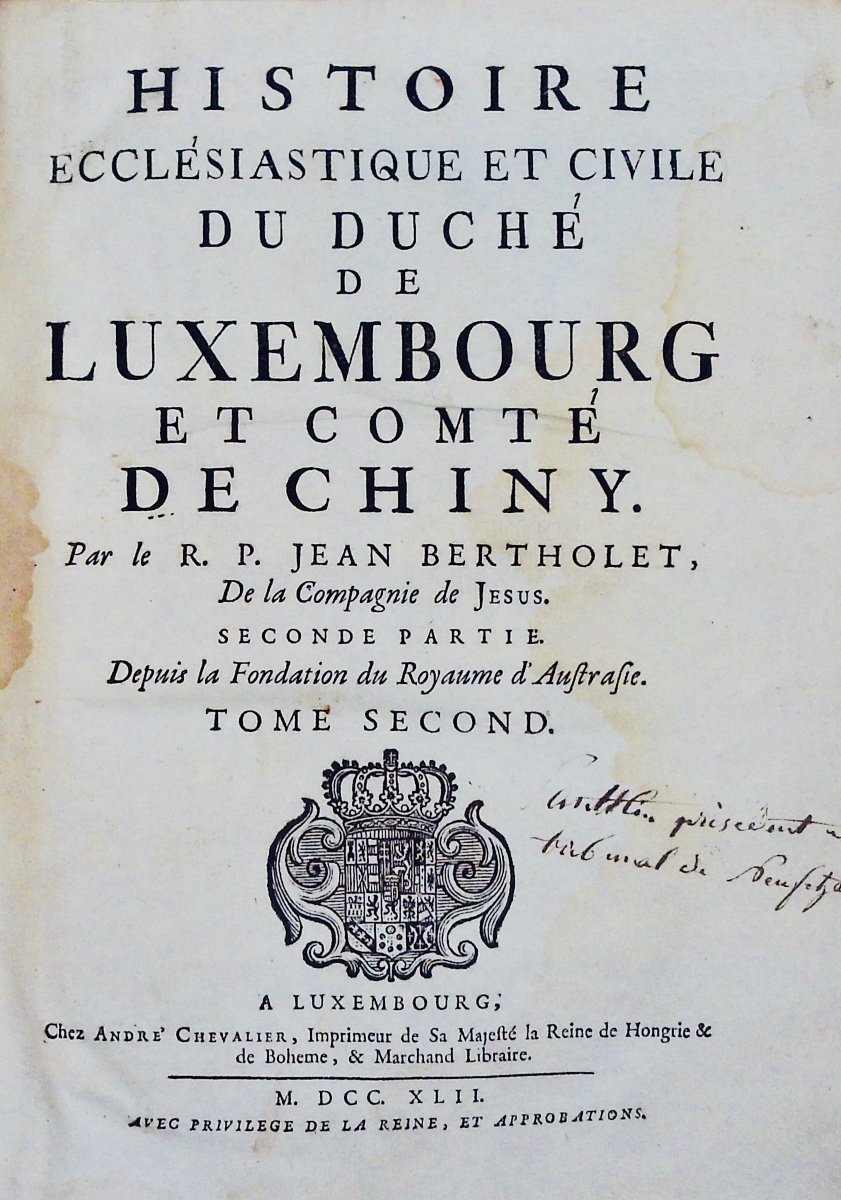 HISTOIRE
ECCLÉSIASTIQUE ET CIVILE
DU DUCHÉ
DE
LUXEMBOURG
ET COMTÉ
DE CHINY.
Par le R. P. JEAN BERTHOLET,
De la Compagnie de JESUS.
SECONDE PARTIE.
Depuis la Fondation du Royaume d'Auſtraſie.
TOME SECOND.
président
tribunal de
A LUXEMBOURG,
Chez ANDRE' CHEVALIER, Imprimeur de Sa Majeſté la Reine de Hongrie &
de Boheme, & Marchand Libraire.
M. DCC. XLII.
AVEC PRIVILEGE DE LA REINE, ET APPROBATIONS.